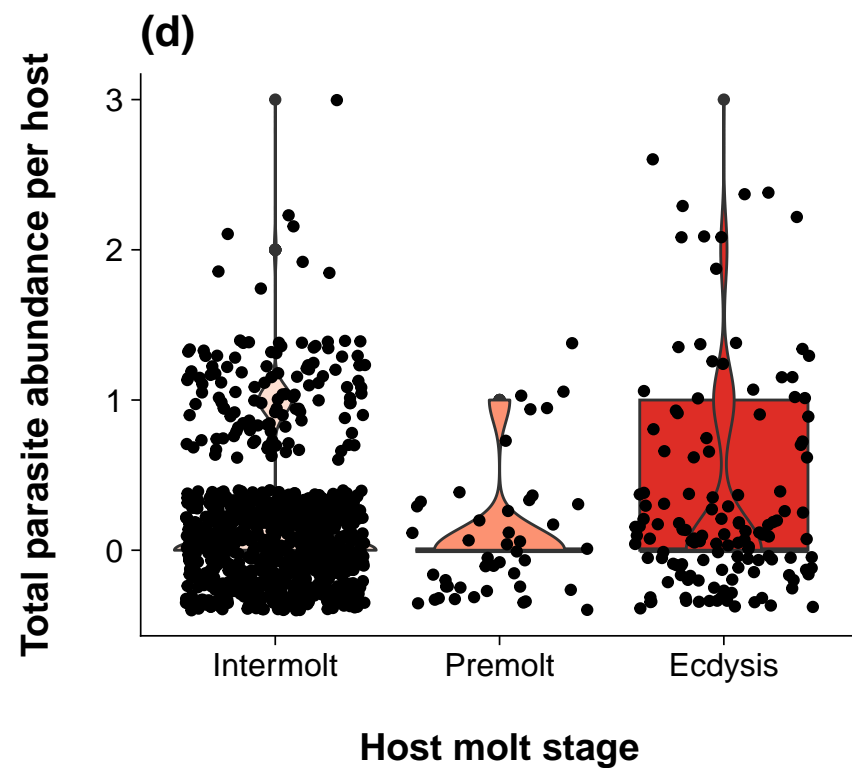 (d)
Total parasite abundance per host
3
2
1
0
Intermolt Premolt Ecdysis
Host molt stage